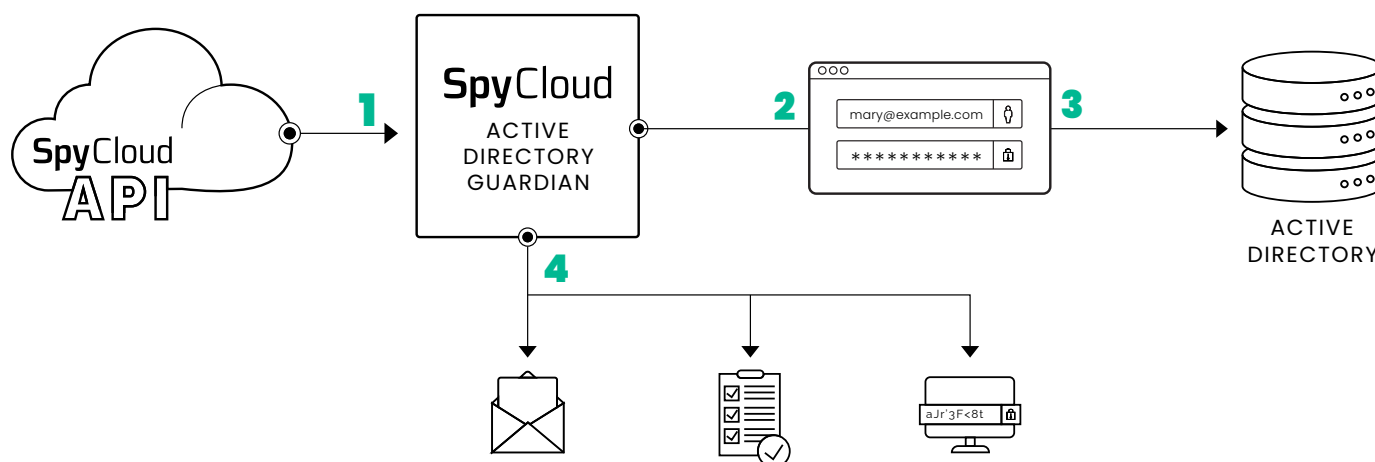 SpyCloud
API
1
SpyCloud
ACTIVE
DIRECTORY
GUARDIAN
2
mary@example.com
***********
3
ACTIVE
DIRECTORY
4
aJr'3F<8t